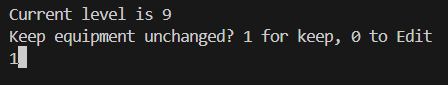 Current level is 9
Keep equipment unchanged? 1 for keep, 0 to Edit
1